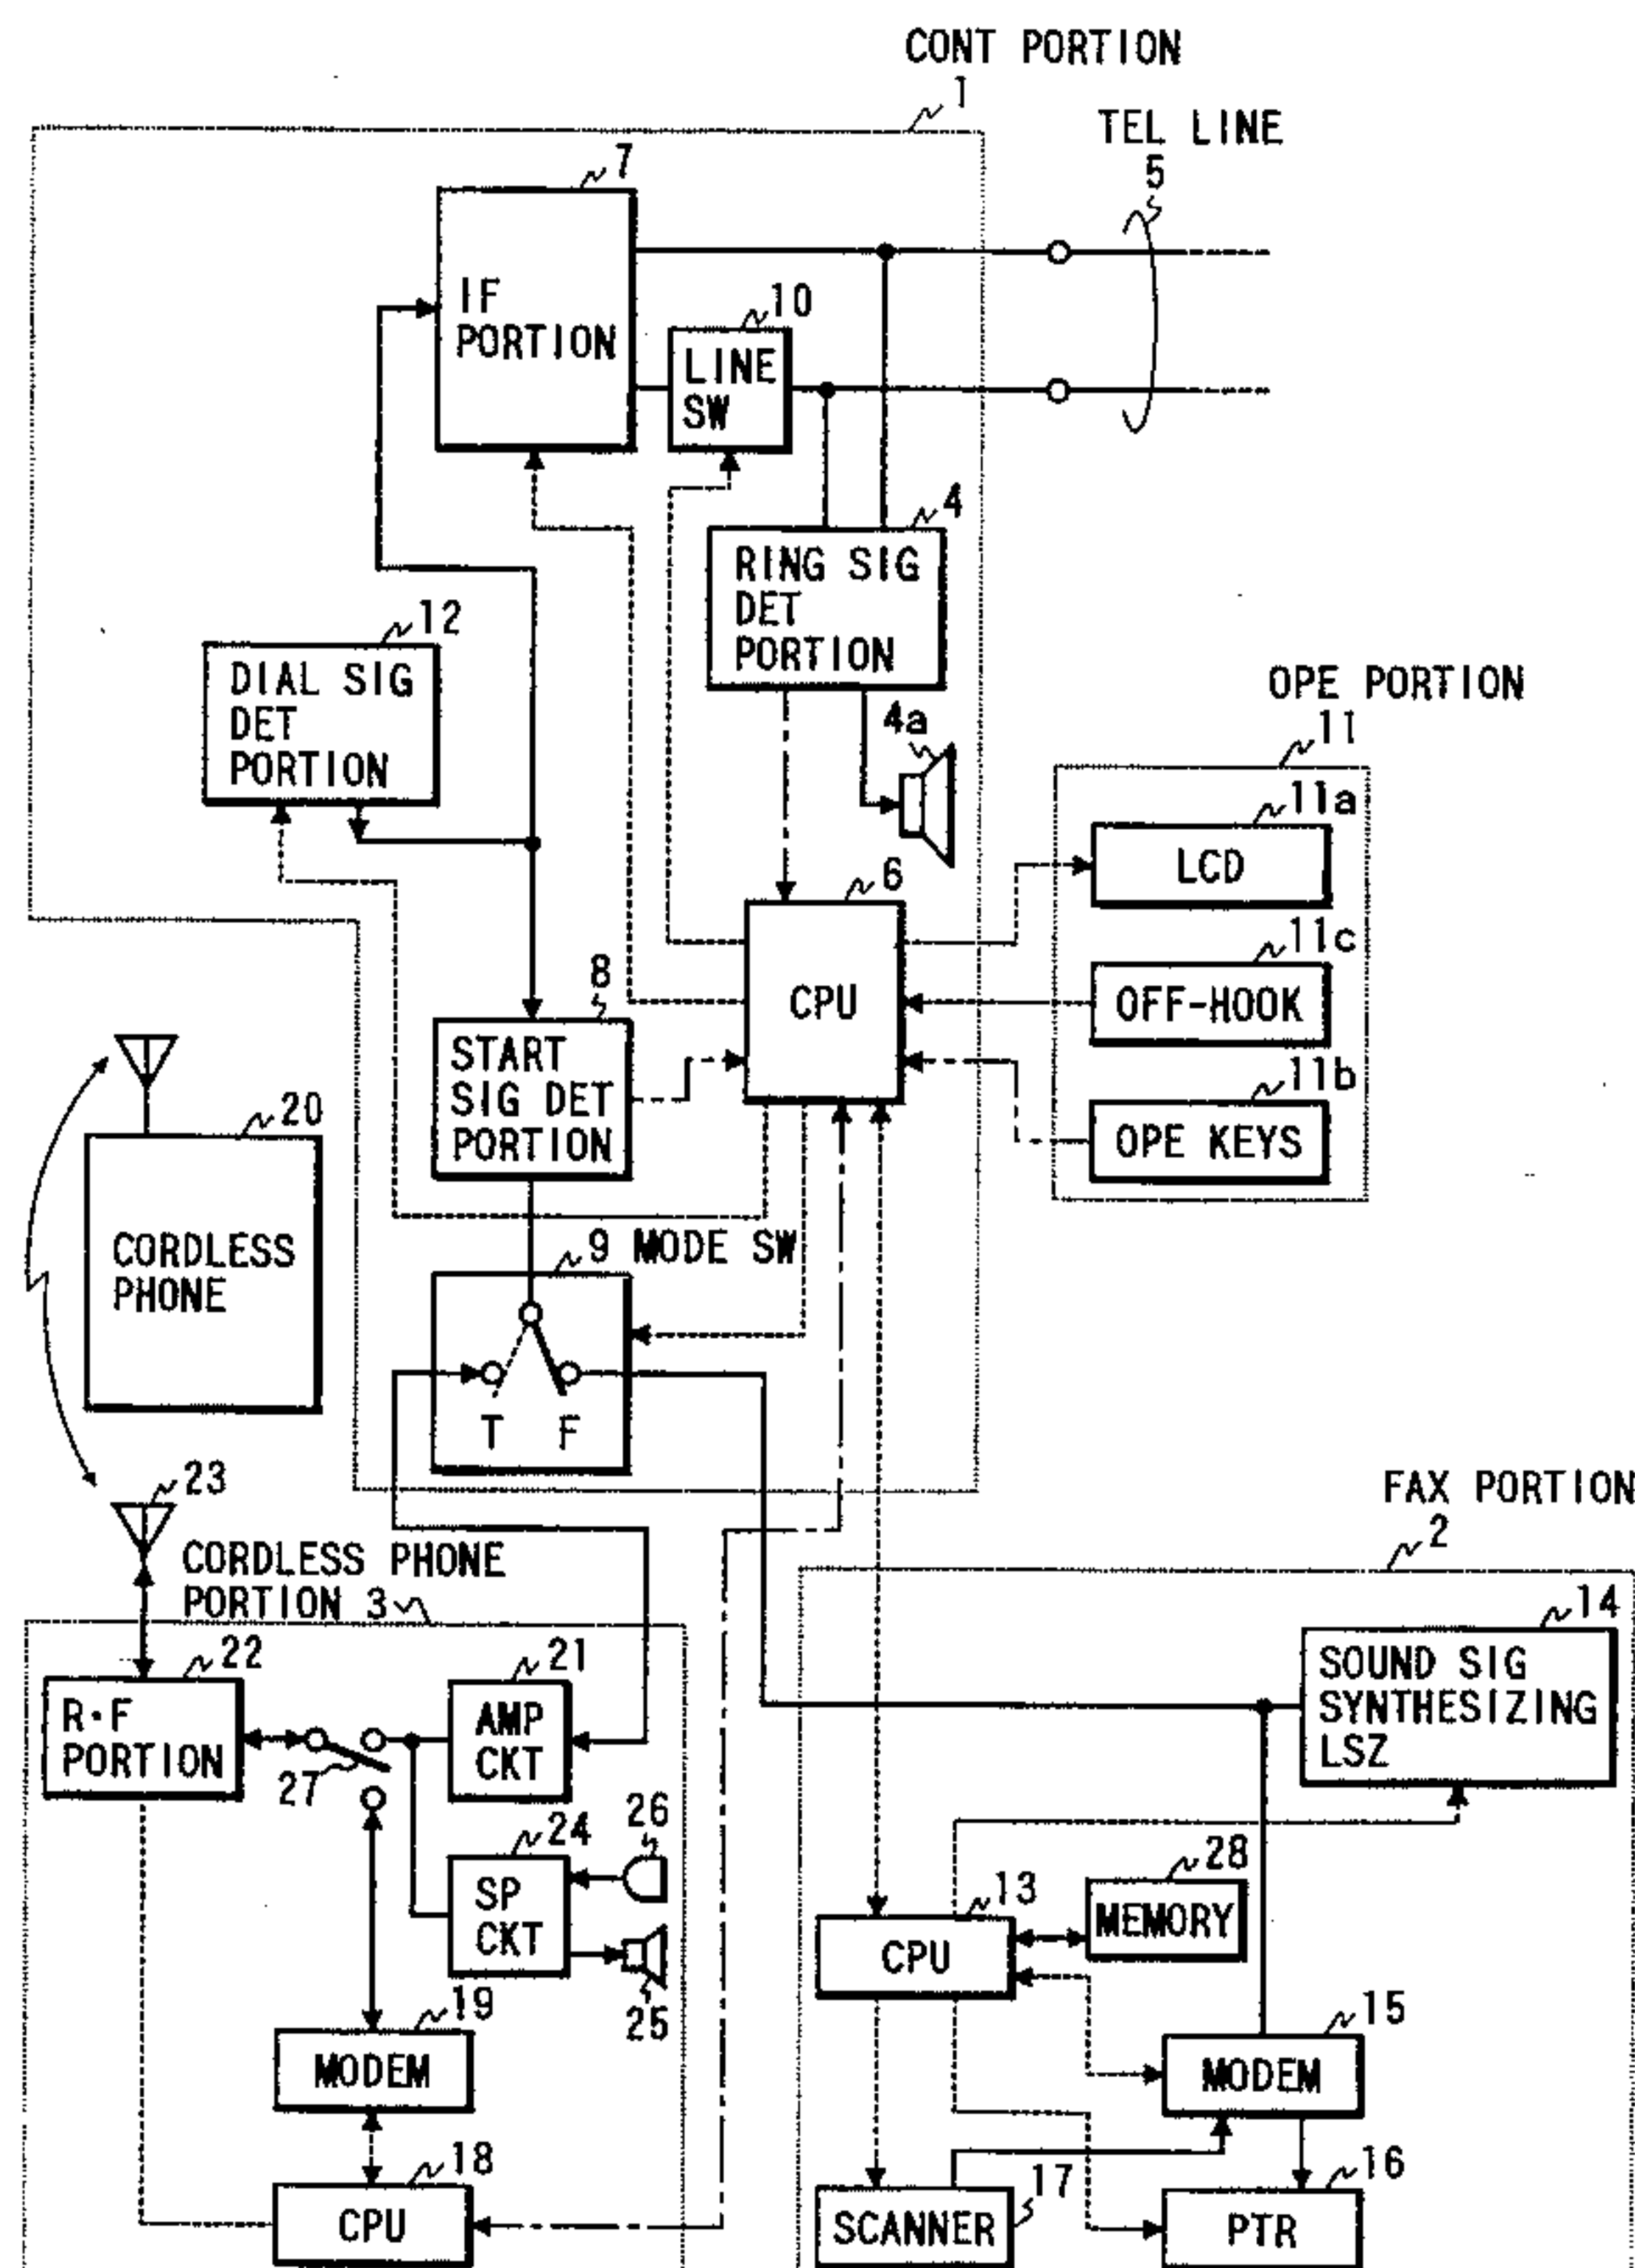 CONT PORTION
1
TEL LINE
5
7
IF
PORTION
10
LINE
SW
4
RING SIG
DET
PORTION
12
DIAL SIG
DET
PORTION
4a
OPE PORTION
11
11a
LCD
6
CPU
11c
OFF-HOOK
11b
OPE KEYS
8
START
SIG DET
PORTION
20
CORDLESS
PHONE
9 MODE SW
T F
23
CORDLESS PHONE
PORTION 3
FAX PORTION
2
22
R·F
PORTION
27
21
AMP
CKT
14
SOUND SIG
SYNTHESIZING
LSZ
24
SP
CKT
26
25
13
CPU
28
MEMORY
19
MODEM
15
MODEM
18
CPU
17
SCANNER
16
PTR